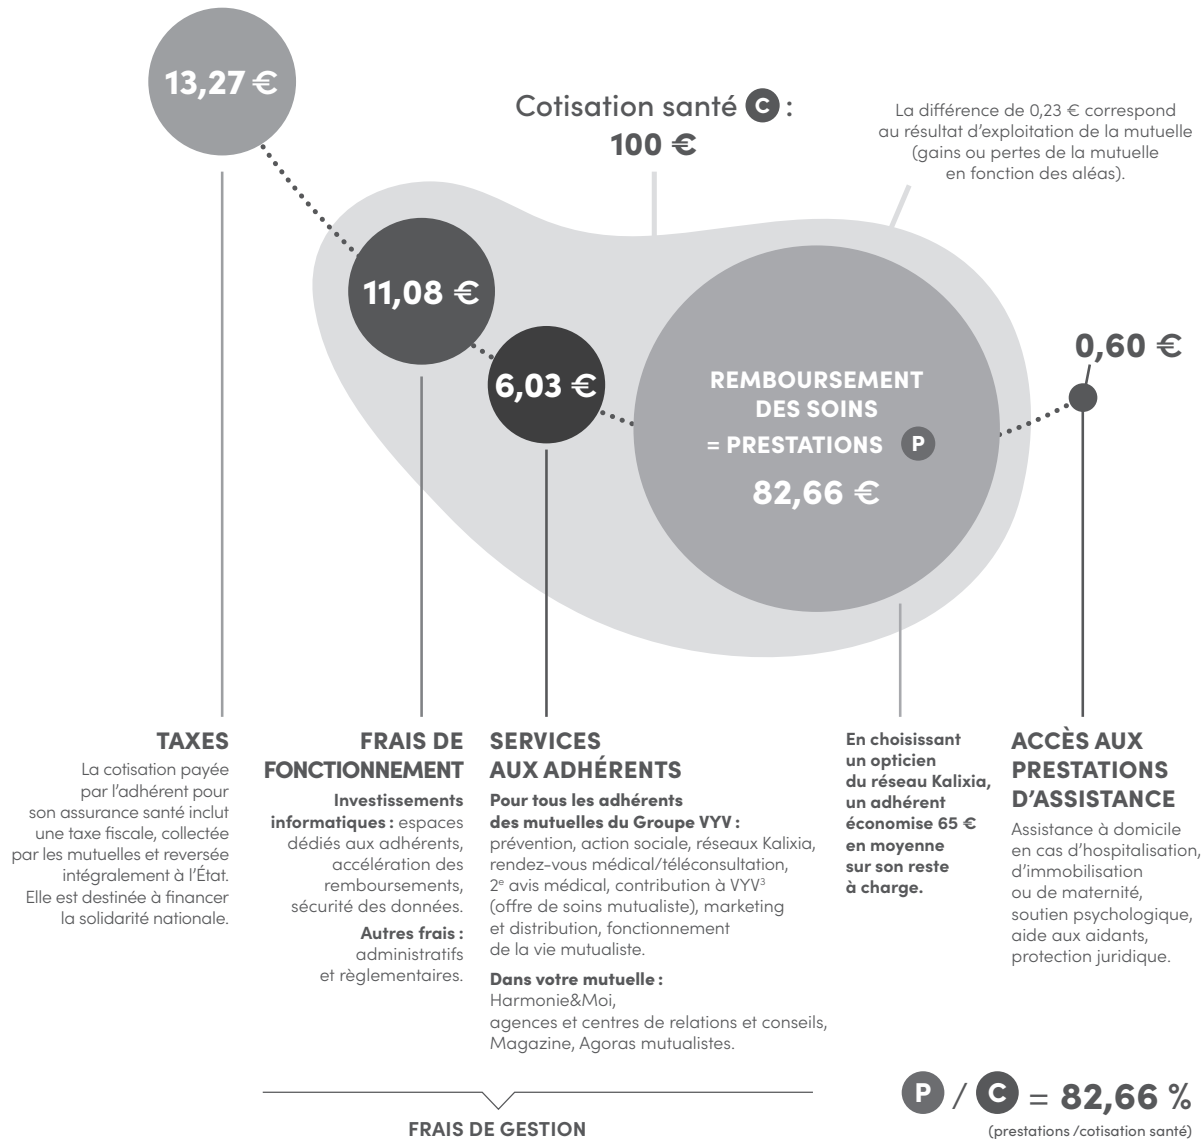 13,27 €
Cotisation santé C :
100 €
La différence de 0,23 € correspond
au résultat d'exploitation de la mutuelle
(gains ou pertes de la mutuelle
en fonction des aléas).
11,08 €
6,03 €
REMBOURSEMENT
DES SOINS
= PRESTATIONS P
82,66 €
0,60 €
TAXES
La cotisation payée
par l'adhérent pour
son assurance santé inclut
une taxe fiscale, collectée
par les mutuelles et reversée
intégralement à l'État.
Elle est destinée à financer
la solidarité nationale.
FRAIS DE
FONCTIONNEMENT
Investissements
informatiques : espaces
dédiés aux adhérents,
accélération des
remboursements,
sécurité des données.
Autres frais :
administratifs
et règlementaires.
SERVICES
AUX ADHÉRENTS
Pour tous les adhérents
des mutuelles du Groupe VYV :
prévention, action sociale, réseaux Kalixia,
rendez-vous médical/téléconsultation,
2e avis médical, contribution à VYV³
(offre de soins mutualiste), marketing
et distribution, fonctionnement
de la vie mutualiste.
Dans votre mutuelle :
Harmonie&Moi,
agences et centres de relations et conseils,
Magazine, Agoras mutualistes.
En choisissant
un opticien
du réseau Kalixia,
un adhérent
économise 65 €
en moyenne
sur son reste
à charge.
ACCÈS AUX
PRESTATIONS
D'ASSISTANCE
Assistance à domicile
en cas d'hospitalisation,
d'immobilisation
ou de maternité,
soutien psychologique,
aide aux aidants,
protection juridique.
FRAIS DE GESTION
P / C = 82,66 %
(prestations /cotisation santé)